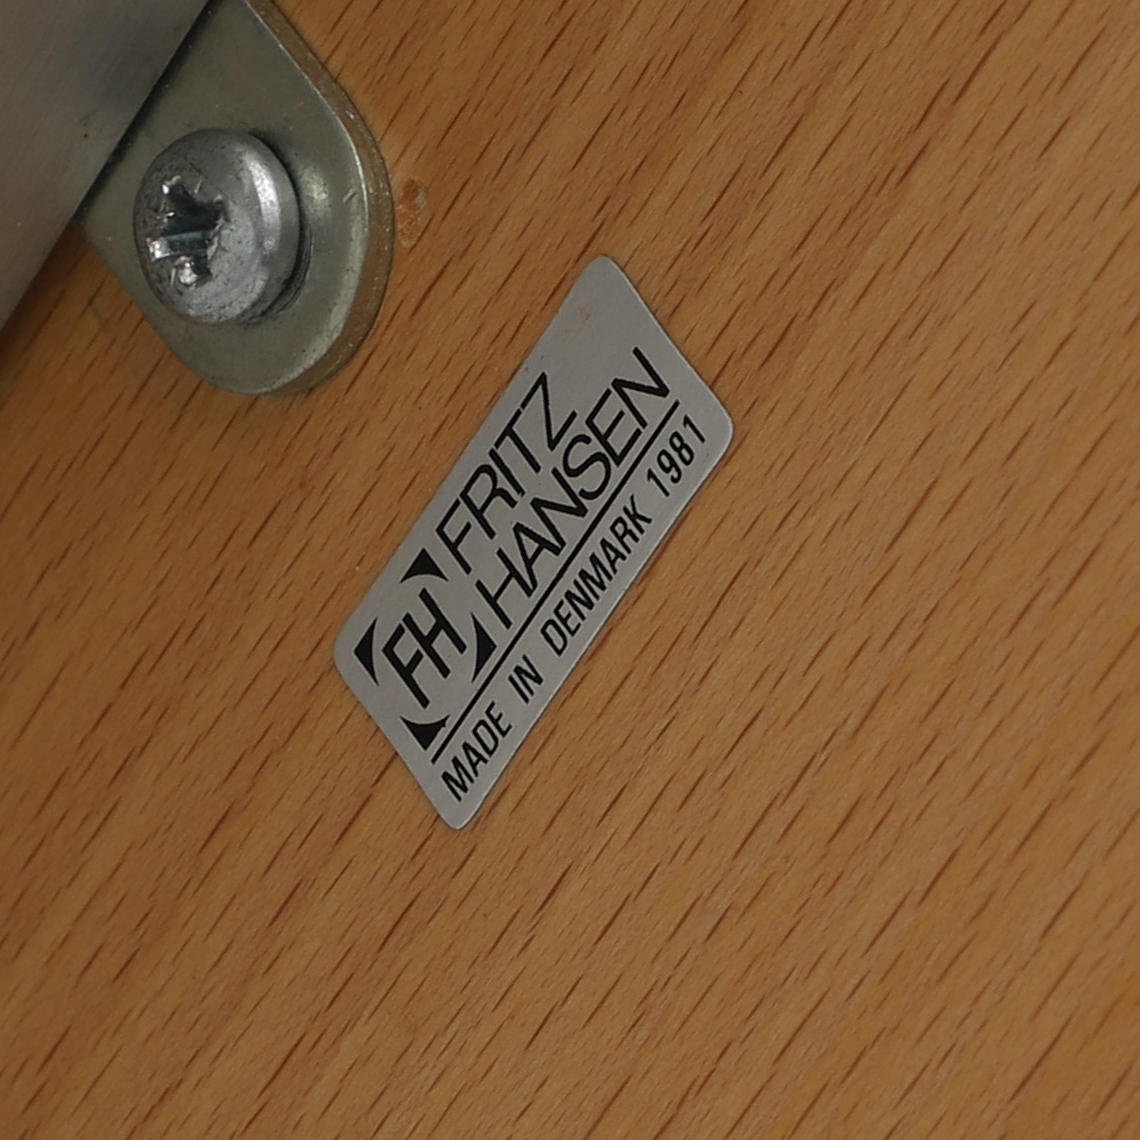 FH
FRITZ
HANSEN
MADE IN DENMARK 1981